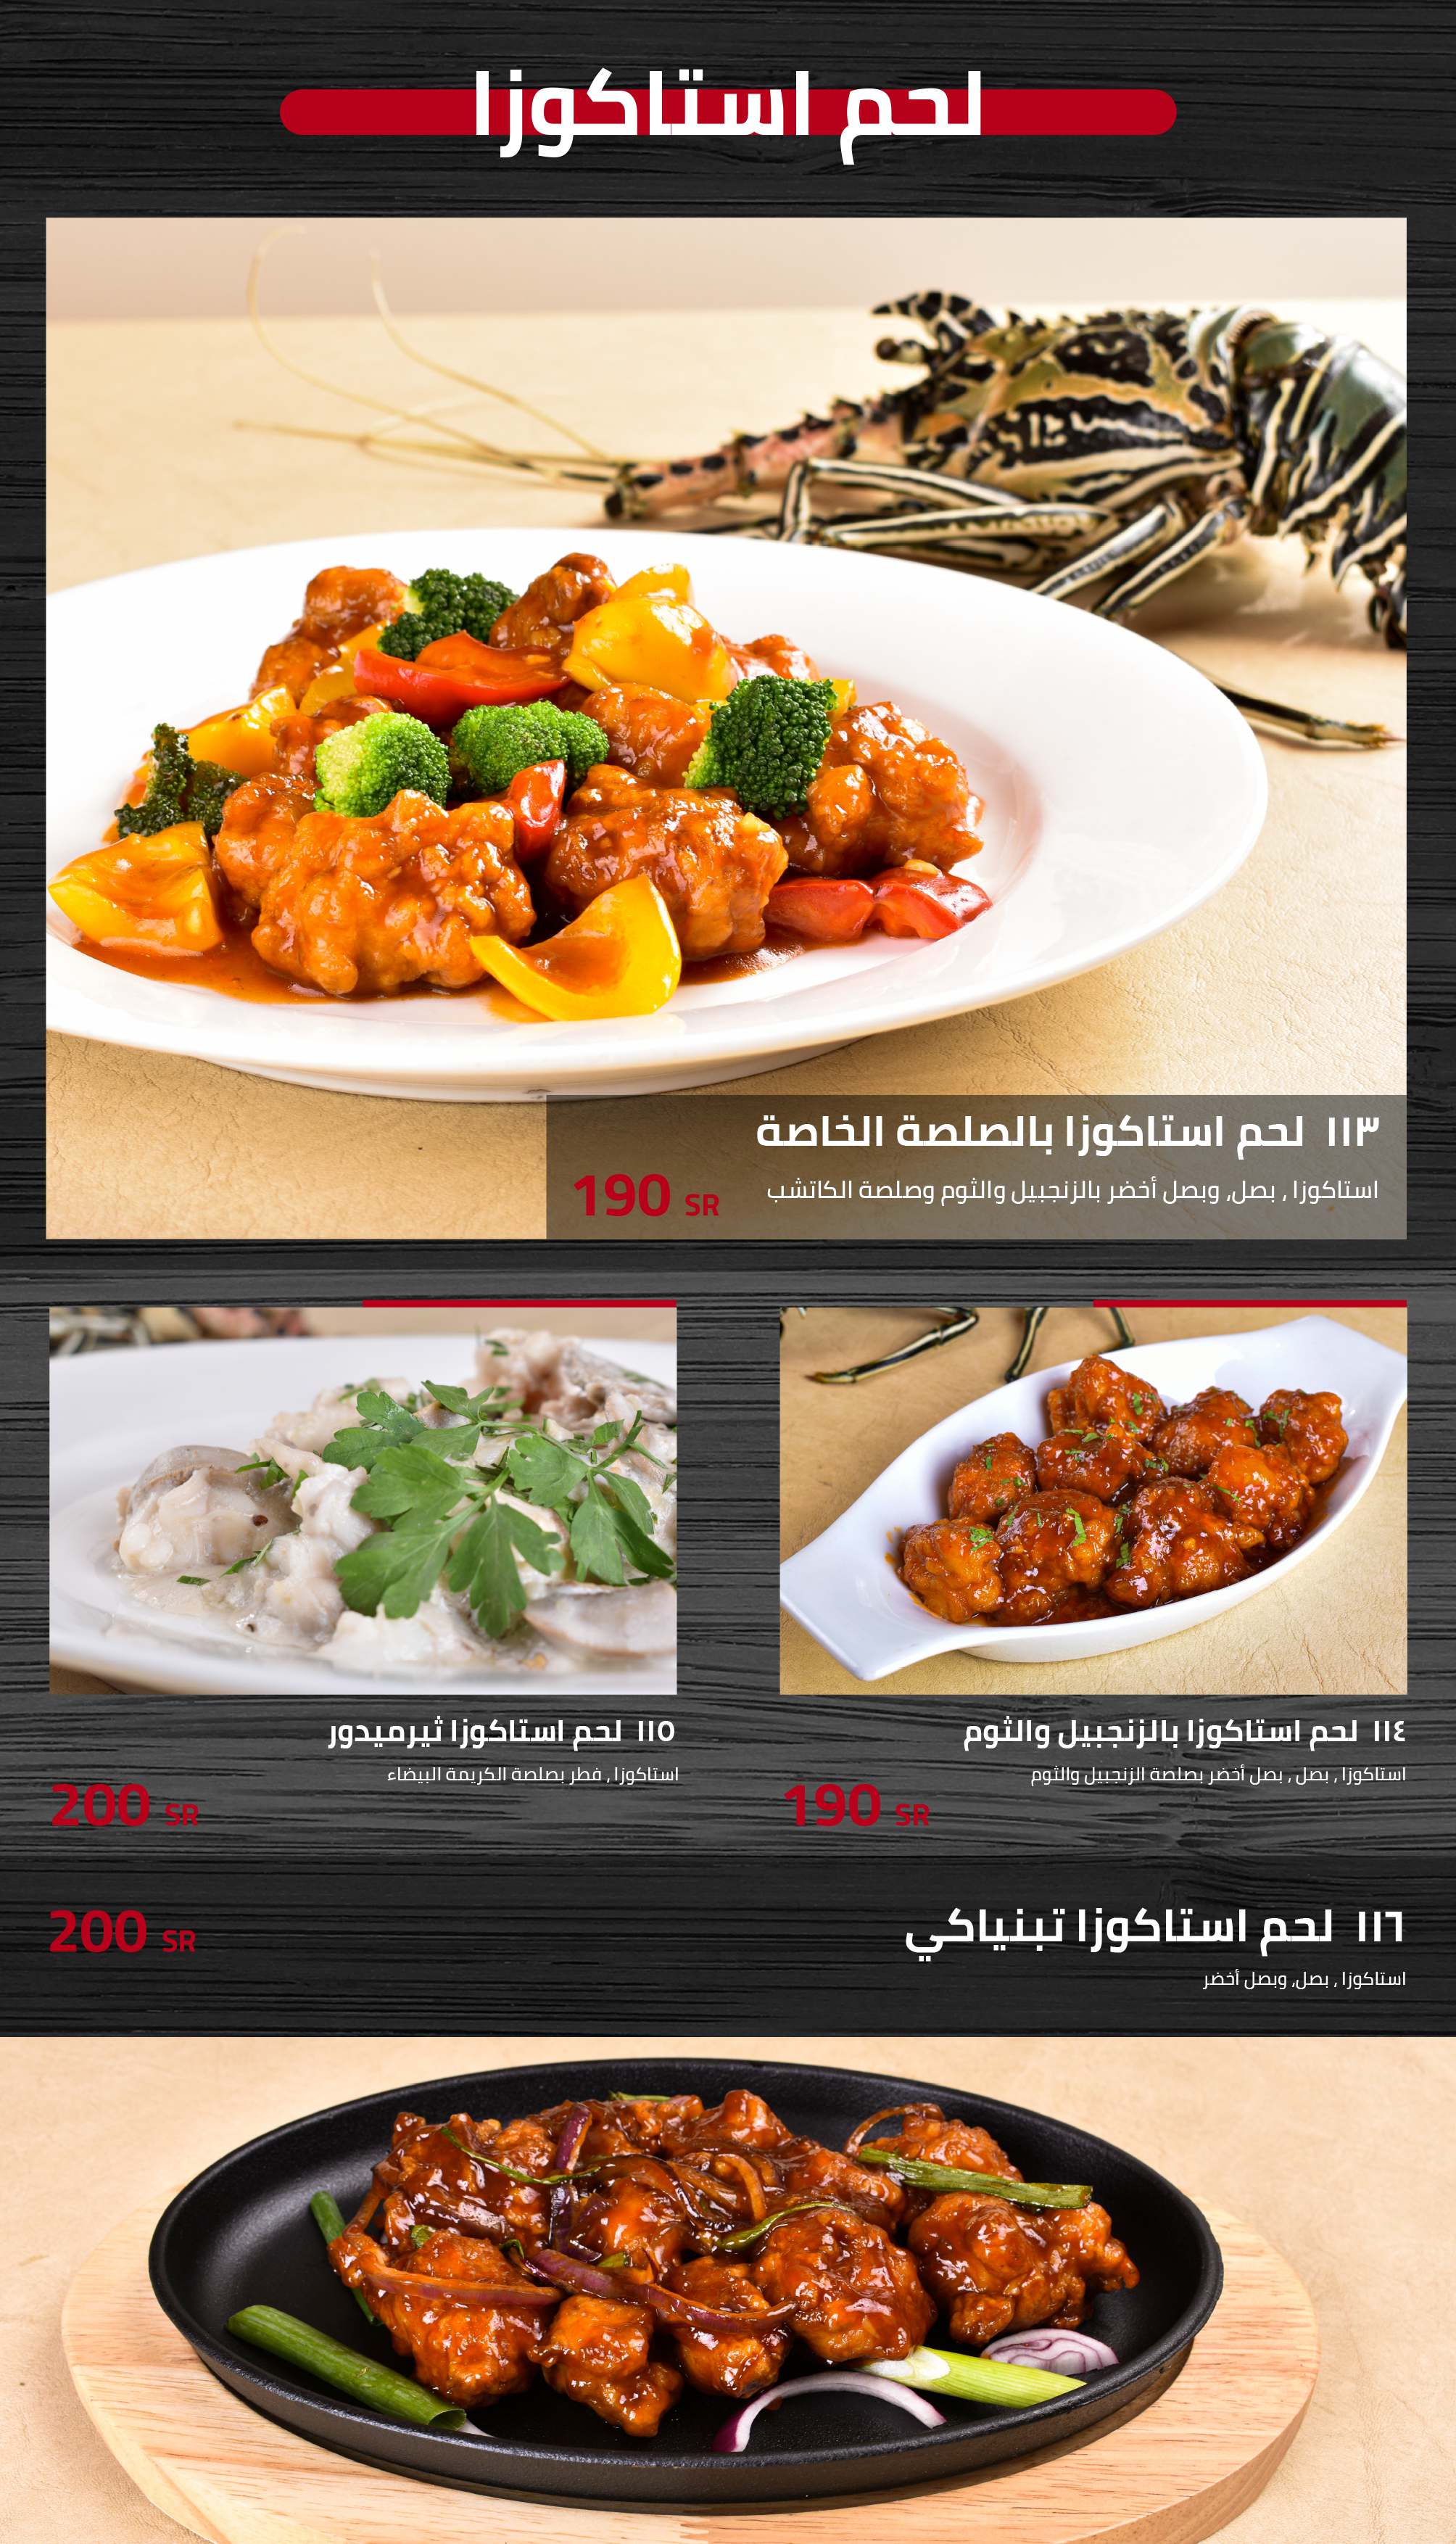 لحم استاكوزا
١١٣ لحم استاكوزا بالصلصة الخاصة
استاكوزا ، بصل، وبصل أخضر بالزنجبيل والثوم وصلصة الكاتشب
190 SR
١١٤ لحم استاكوزا بالزنجبيل والثوم
استاكوزا ، بصل ، بصل أخضر بصلصة الزنجبيل والثوم
190 SR
١١٥ لحم استاكوزا ثيرميدور
استاكوزا ، فطر بصلصة الكريمة البيضاء
200 SR
١١٦ لحم استاكوزا تبنياكي
200 SR
استاكوزا ، بصل، وبصل أخضر